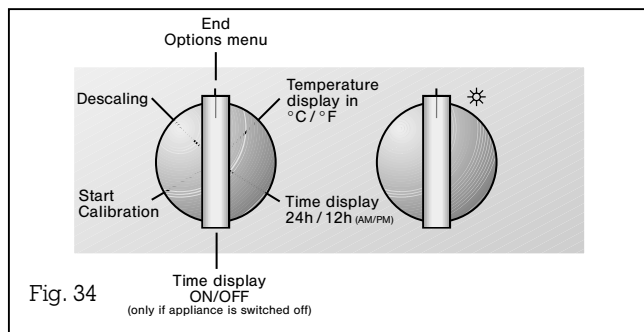 End
Options menu
Descaling
Temperature
display in
°C / °F
Start
Calibration
Time display
24h / 12h (AM/PM)
Time display
ON/OFF
(only if appliance is switched off)
Fig. 34